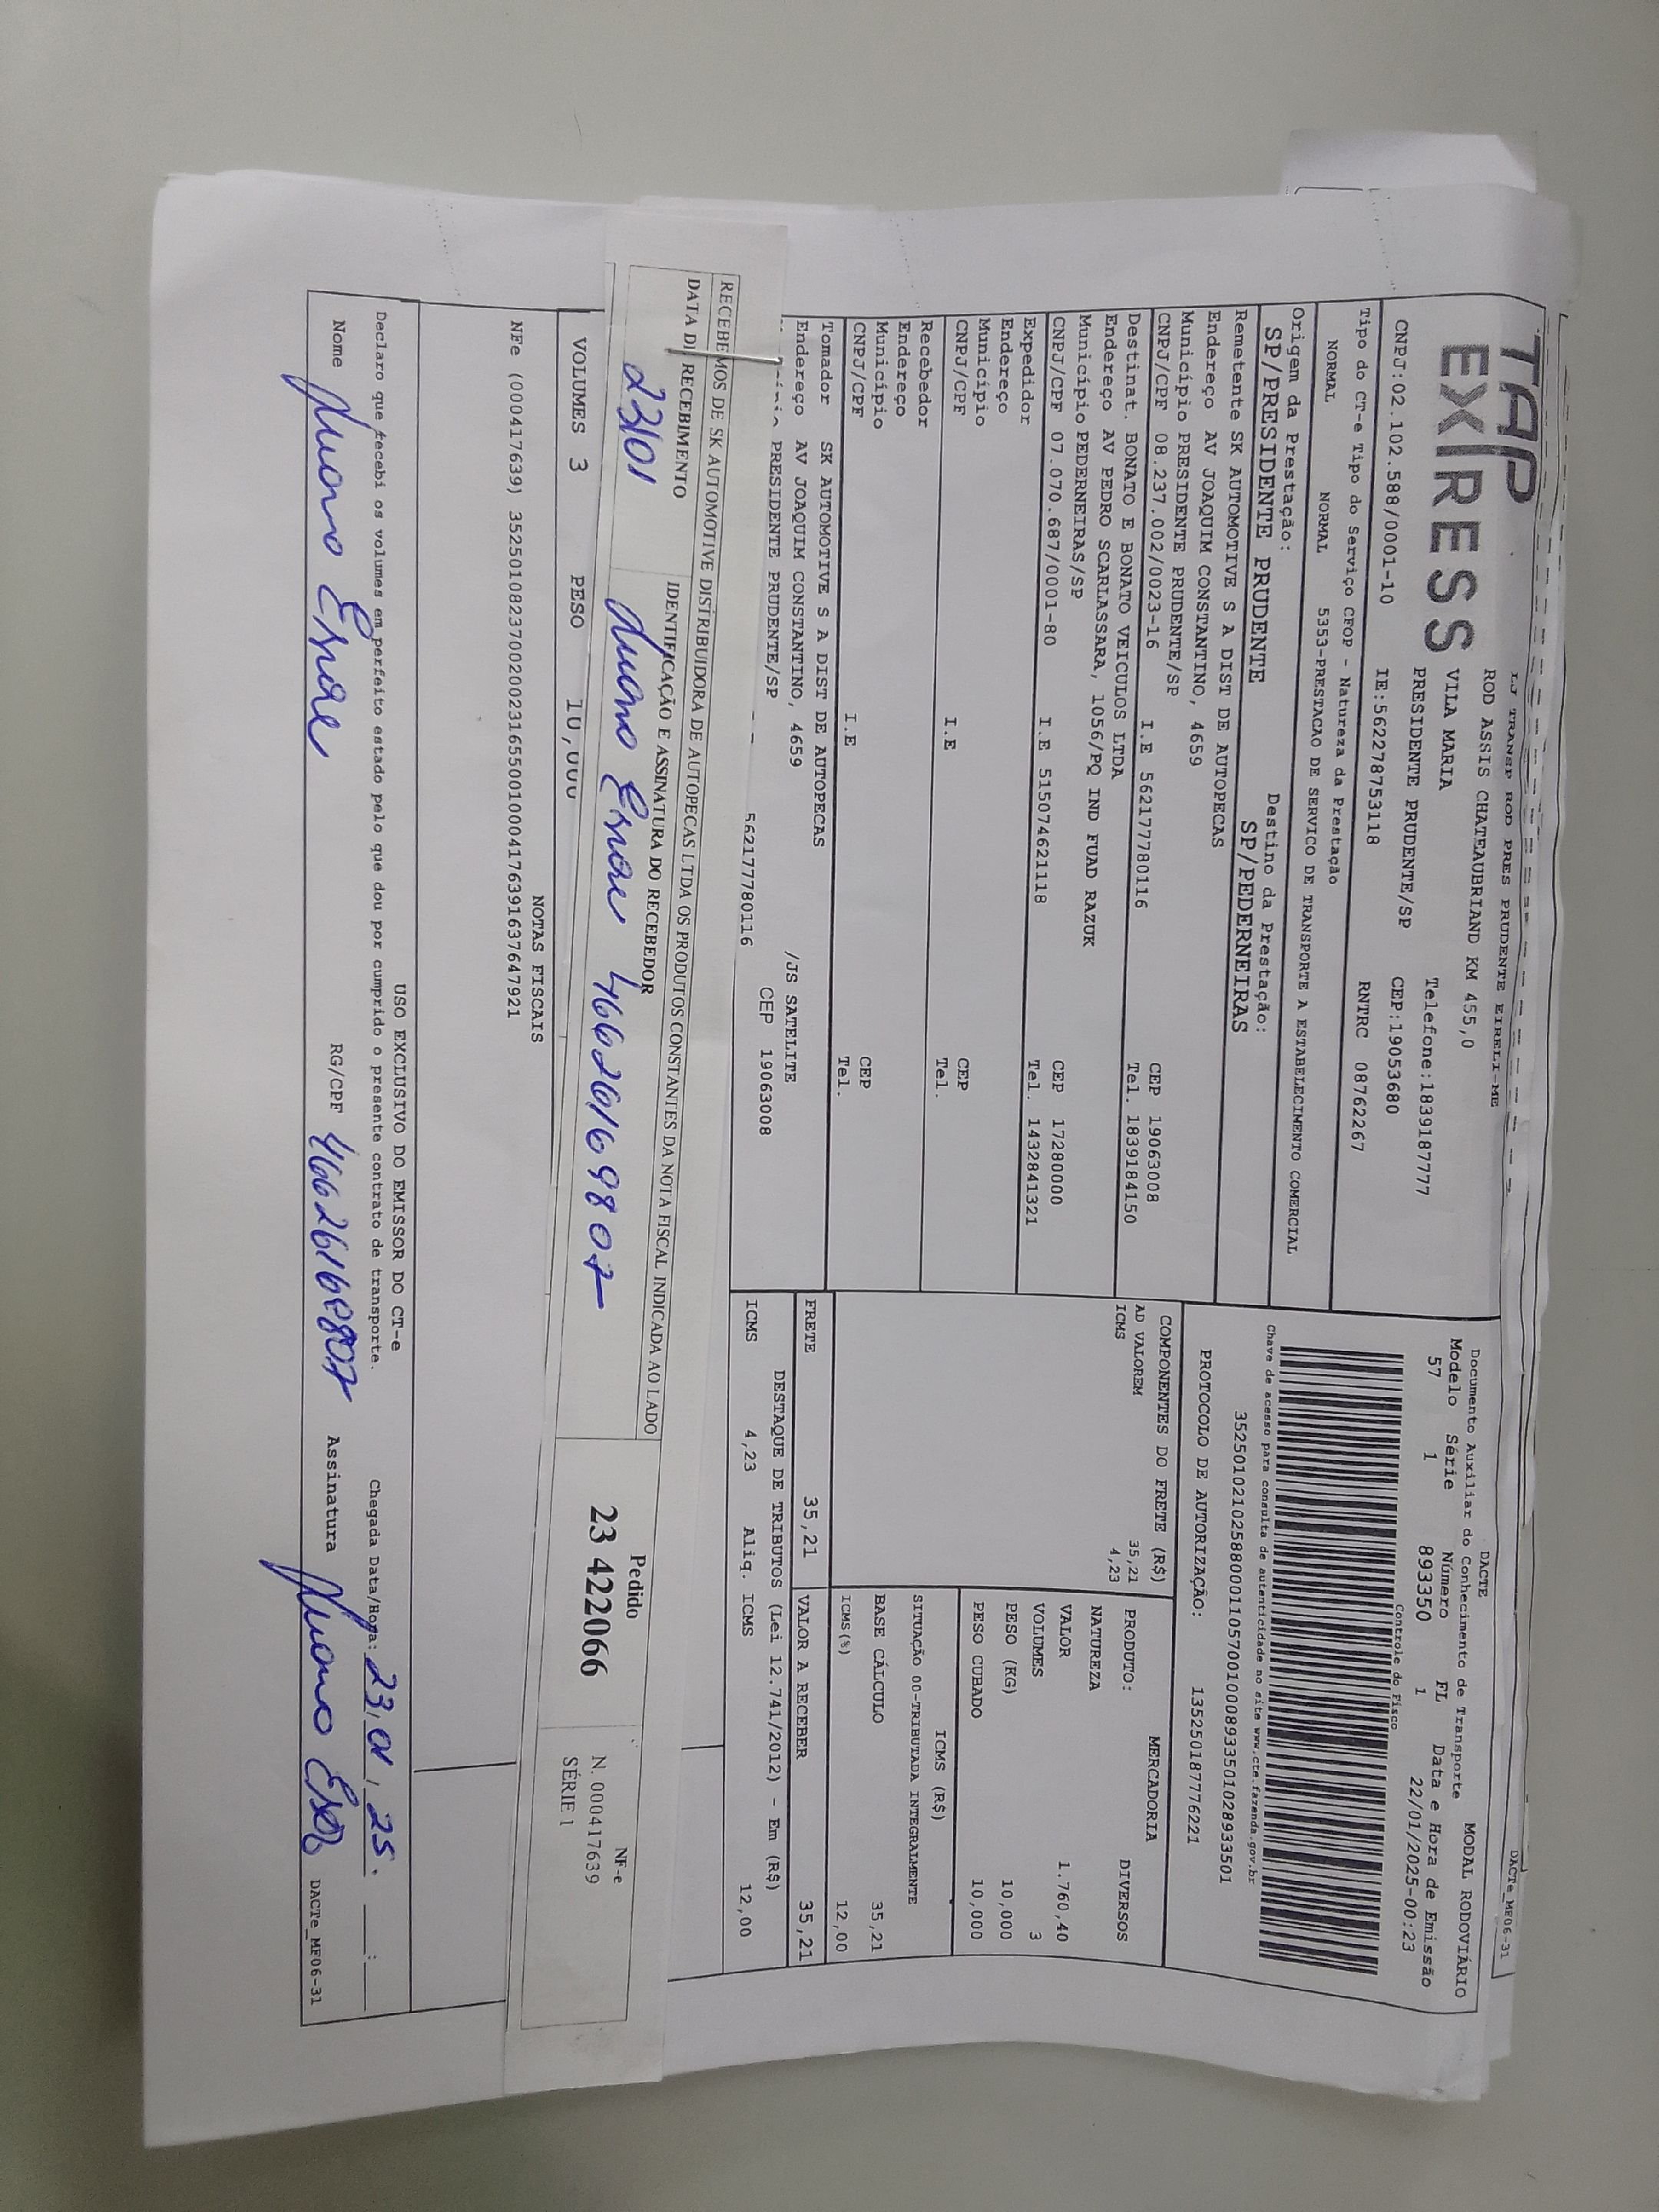 TAP
EXPRESS
LJ TRANSP ROD PRES PRUDENTE EIRELI-ME
ROD ASSIS CHATEAUBRIAND KM 455,0
VILA MARIA Telefone:1839187777
PRESIDENTE PRUDENTE/SP CEP:19053680
CNPJ:02.102.588/0001-10 IE:562278753118 RNTRC 08762267
Tipo do CT-e Tipo do Serviço CFOP - Natureza da Prestação
NORMAL NORMAL 5353-PRESTACAO DE SERVICO DE TRANSPORTE A ESTABELECIMENTO COMERCIAL
Origem da Prestação: Destino da Prestação:
SP/PRESIDENTE PRUDENTE SP/PEDERNEIRAS
Remetente SK AUTOMOTIVE S A DIST DE AUTOPECAS
Endereço AV JOAQUIM CONSTANTINO, 4659
Município PRESIDENTE PRUDENTE/SP CEP 19063008
CNPJ/CPF 08.237.002/0023-16 I.E 562177780116 Tel. 1839184150
Destinat. BONATO E BONATO VEICULOS LTDA
Endereço AV PEDRO SCARLASSARA, 1056/PQ IND FUAD RAZUK
Município PEDERNEIRAS/SP CEP 17280000
CNPJ/CPF 07.070.687/0001-80 I.E 515074621118 Tel. 1432841321
Expedidor
Endereço
Município CEP
CNPJ/CPF I.E Tel.
Recebedor
Endereço
Município CEP
CNPJ/CPF I.E Tel.
Tomador SK AUTOMOTIVE S A DIST DE AUTOPECAS
Endereço AV JOAQUIM CONSTANTINO, 4659 /JS SATELITE
PRESIDENTE PRUDENTE/SP CEP 19063008
562177780116
DACTe_MF06-31
DACTE MODAL RODOVIÁRIO
Documento Auxiliar do Conhecimento de Transporte
Modelo Série Número FL Data e Hora de Emissão
57 1 893350 1 22/01/2025-00:23
Controle do Fisco
Chave de acesso para consulta de autenticidade no site www.cte.fazenda.gov.br
35250102102588000110570010008933501028933501
PROTOCOLO DE AUTORIZAÇÃO: 135250187776221
COMPONENTES DO FRETE (R$)
AD VALOREM 35,21
ICMS 4,23
MERCADORIA
PRODUTO: DIVERSOS
NATUREZA
VALOR 1.760,40
VOLUMES 3
PESO (KG) 10,000
PESO CUBADO 10,000
ICMS (R$)
SITUAÇÃO 00-TRIBUTADA INTEGRALMENTE
BASE CÁLCULO 35,21
ICMS(%) 12,00
FRETE 35,21 VALOR A RECEBER 35,21
DESTAQUE DE TRIBUTOS (Lei 12.741/2012) - Em (R$)
ICMS 4,23 Aliq. ICMS 12,00
RECEBEMOS DE SK AUTOMOTIVE DISTRIBUIDORA DE AUTOPECAS LTDA OS PRODUTOS CONSTANTES DA NOTA FISCAL INDICADA AO LADO
DATA DE RECEBIMENTO IDENTIFICAÇÃO E ASSINATURA DO RECEBEDOR
23/01 46626169807
Pedido
23 422066
NF-e
N. 000417639
SÉRIE 1
VOLUMES 3 PESO 10,000
NOTAS FISCAIS
NFe (000417639) 35250108237002002316550010004176391637647921
USO EXCLUSIVO DO EMISSOR DO CT-e
Declaro que recebi os volumes em perfeito estado pelo que dou por cumprido o presente contrato de transporte. Chegada Data/Hora: 23/01/25. :
Nome RG/CPF 46626169807 Assinatura
DACTe_MF06-31